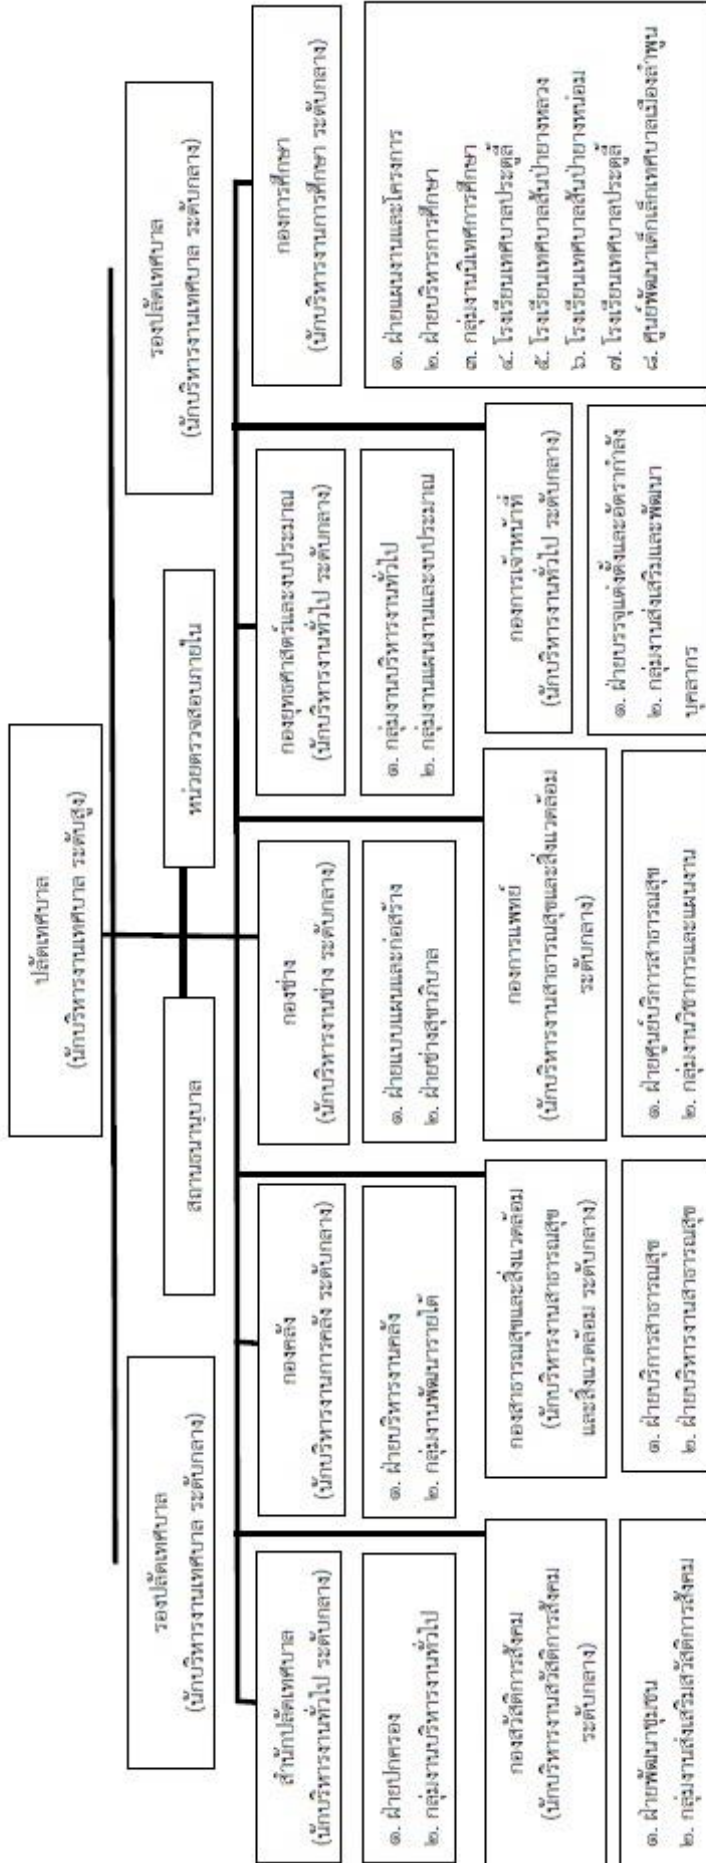 ปลัดเทศบาล
(นักบริหารงานเทศบาล ระดับสูง)
รองปลัดเทศบาล
(นักบริหารงานเทศบาล ระดับกลาง)
รองปลัดเทศบาล
(นักบริหารงานเทศบาล ระดับกลาง)
สถานธนานุบาล
หน่วยตรวจสอบภายใน
สำนักปลัดเทศบาล
(นักบริหารงานทั่วไป ระดับกลาง)
๑. ฝ่ายปกครอง
๒. กลุ่มงานบริหารงานทั่วไป
กองคลัง
(นักบริหารงานการคลัง ระดับกลาง)
๑. ฝ่ายบริหารงานคลัง
๒. กลุ่มงานพัฒนารายได้
กองช่าง
(นักบริหารงานช่าง ระดับกลาง)
๑. ฝ่ายแบบแผนและก่อสร้าง
๒. ฝ่ายช่างสุขาภิบาล
กองยุทธศาสตร์และงบประมาณ
(นักบริหารงานทั่วไป ระดับกลาง)
๑. กลุ่มงานบริหารงานทั่วไป
๒. กลุ่มงานแผนงานและงบประมาณ
กองการศึกษา
(นักบริหารงานการศึกษา ระดับกลาง)
๑. ฝ่ายแผนงานและโครงการ
๒. ฝ่ายบริหารการศึกษา
๓. กลุ่มงานนิเทศการศึกษา
๔. โรงเรียนเทศบาลประตูลี้
๕. โรงเรียนเทศบาลสันป่ายางหลวง
๖. โรงเรียนเทศบาลสันป่ายางหน่อม
๗. โรงเรียนเทศบาลประตูลี้
๘. ศูนย์พัฒนาเด็กเล็กเทศบาลเมืองลำพูน
กองสวัสดิการสังคม
(นักบริหารงานสวัสดิการสังคม
ระดับกลาง)
๑. ฝ่ายพัฒนาชุมชน
๒. กลุ่มงานส่งเสริมสวัสดิการสังคม
กองสาธารณสุขและสิ่งแวดล้อม
(นักบริหารงานสาธารณสุข
และสิ่งแวดล้อม ระดับกลาง)
๑. ฝ่ายบริการสาธารณสุข
๒. ฝ่ายบริหารงานสาธารณสุข
กองการแพทย์
(นักบริหารงานสาธารณสุขและสิ่งแวดล้อม
ระดับกลาง)
๑. ฝ่ายศูนย์บริการสาธารณสุข
๒. กลุ่มงานวิชาการและแผนงาน
กองการเจ้าหน้าที่
(นักบริหารงานทั่วไป ระดับกลาง)
๑. ฝ่ายบรรจุแต่งตั้งและอัตรากำลัง
๒. กลุ่มงานส่งเสริมและพัฒนา
บุคลากร